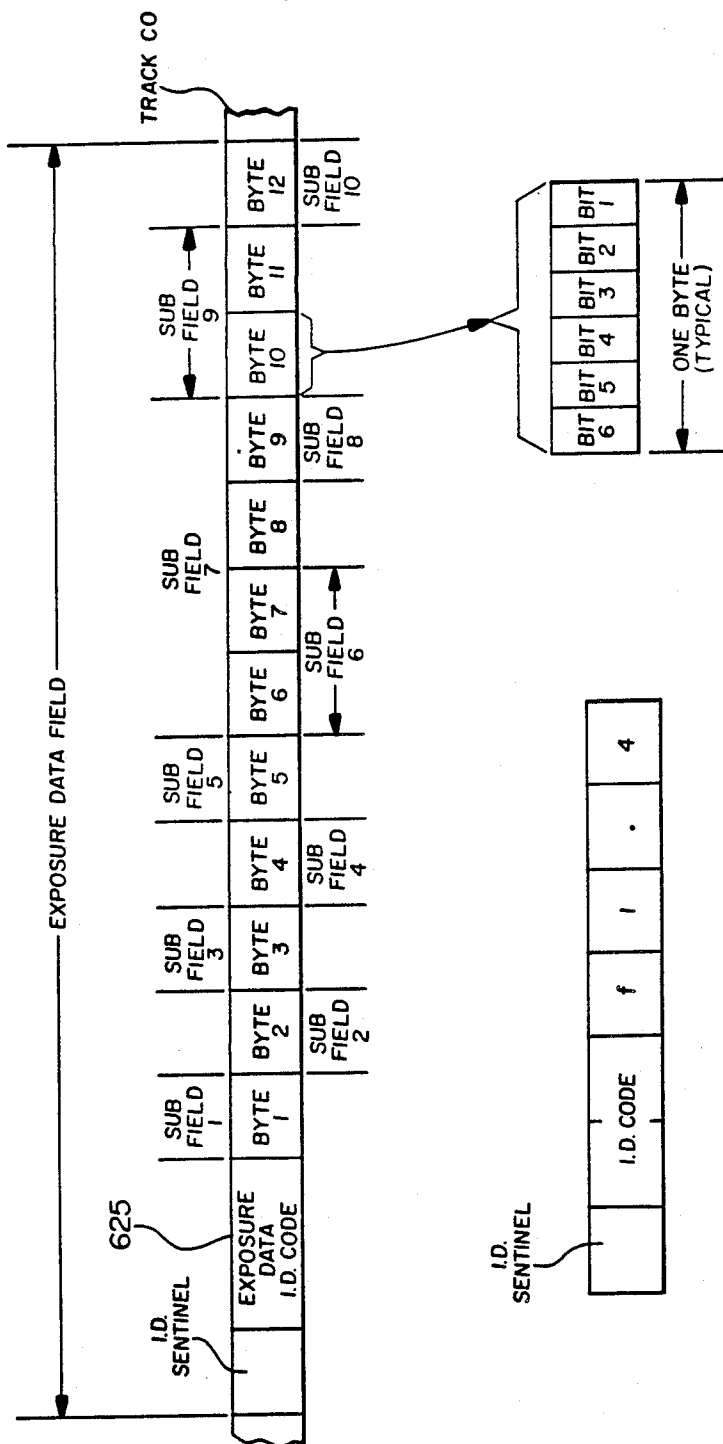 EXPOSURE DATA FIELD
TRACK CO
625
I.D.
SENTINEL
EXPOSURE
DATA
I.D. CODE
SUB
FIELD
1
BYTE
1
BYTE
2
SUB
FIELD
2
SUB
FIELD
3
BYTE
3
BYTE
4
SUB
FIELD
4
SUB
FIELD
5
BYTE
5
BYTE
6
BYTE
7
SUB
FIELD
6
SUB
FIELD
7
BYTE
8
BYTE
9
SUB
FIELD
8
SUB
FIELD
9
BYTE
10
BYTE
11
BYTE
12
SUB
FIELD
10
I.D.
SENTINEL
I.D. CODE
f
1
.
4
BIT
6
BIT
5
BIT
4
BIT
3
BIT
2
BIT
1
ONE BYTE
(TYPICAL)